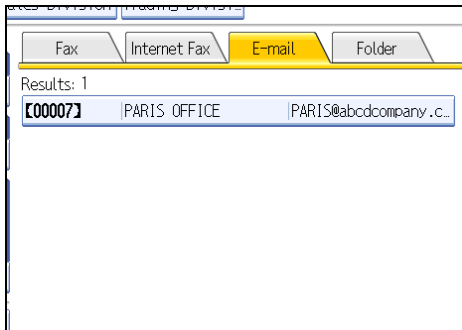 Fax Internet Fax E-mail Folder
Results: 1
【00007】 PARIS OFFICE PARIS@abcdcompany.c...